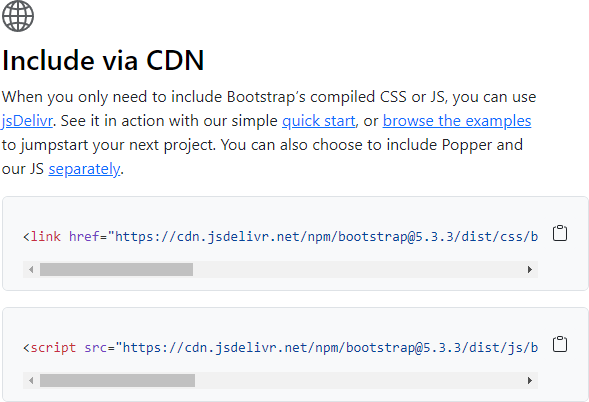 Include via CDN
When you only need to include Bootstrap’s compiled CSS or JS, you can use
jsDelivr. See it in action with our simple quick start, or browse the examples
to jumpstart your next project. You can also choose to include Popper and
our JS separately.
<link href="https://cdn.jsdelivr.net/npm/bootstrap@5.3.3/dist/css/b
<script src="https://cdn.jsdelivr.net/npm/bootstrap@5.3.3/dist/js/b